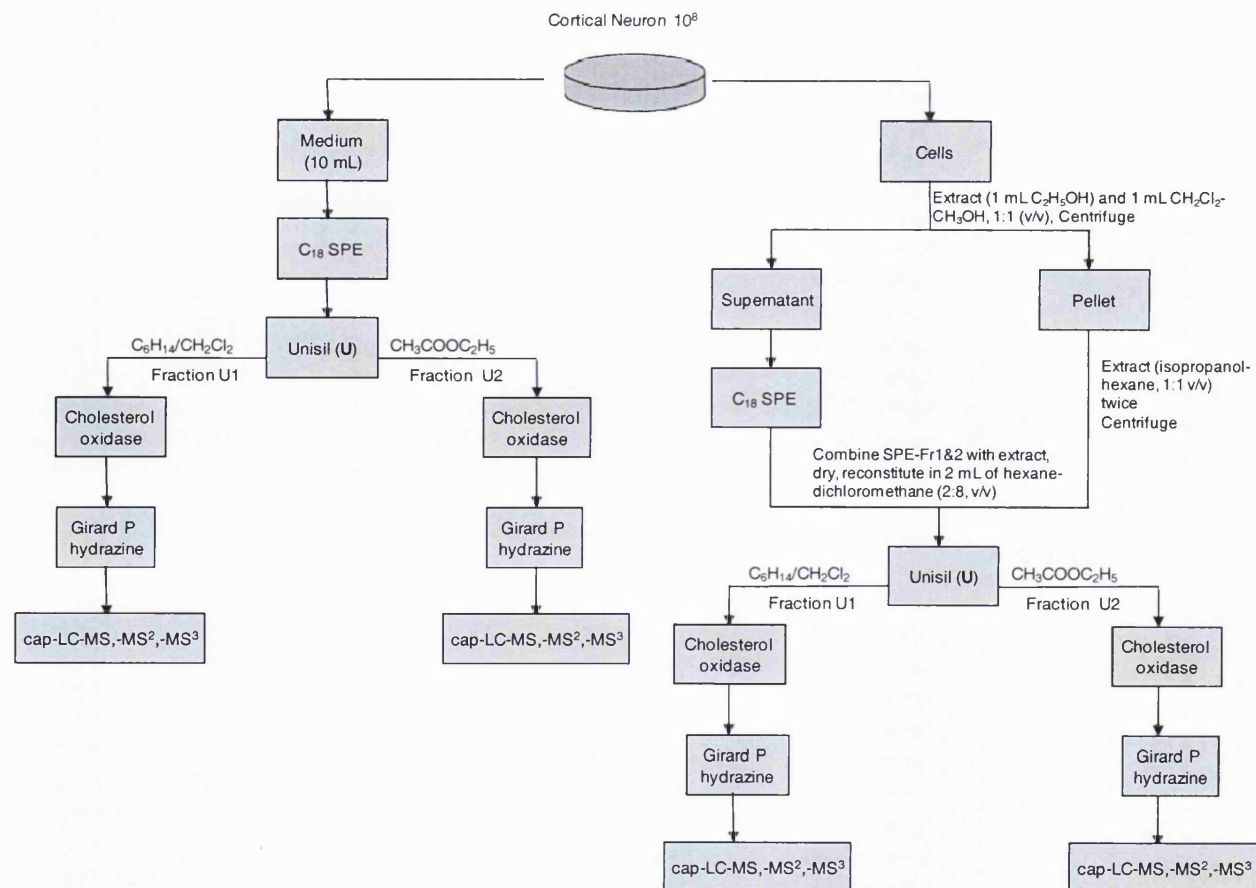 Cortical Neuron 10⁸
Medium
(10 mL)
C₁₈ SPE
Unisil (U)
C₆H₁₄/CH₂Cl₂
Fraction U1
CH₃COOC₂H₅
Fraction U2
Cholesterol
oxidase
Girard P
hydrazine
cap-LC-MS,-MS²,-MS³
Cholesterol
oxidase
Girard P
hydrazine
cap-LC-MS,-MS²,-MS³
Cells
Extract (1 mL C₂H₅OH) and 1 mL CH₂Cl₂-
CH₃OH, 1:1 (v/v), Centrifuge
Supernatant
Pellet
C₁₈ SPE
Extract (isopropanol-
hexane, 1:1 v/v)
twice
Centrifuge
Combine SPE-Fr1&2 with extract,
dry, reconstitute in 2 mL of hexane-
dichloromethane (2:8, v/v)
Unisil (U)
C₆H₁₄/CH₂Cl₂
Fraction U1
CH₃COOC₂H₅
Fraction U2
Cholesterol
oxidase
Girard P
hydrazine
cap-LC-MS,-MS²,-MS³
Cholesterol
oxidase
Girard P
hydrazine
cap-LC-MS,-MS²,-MS³